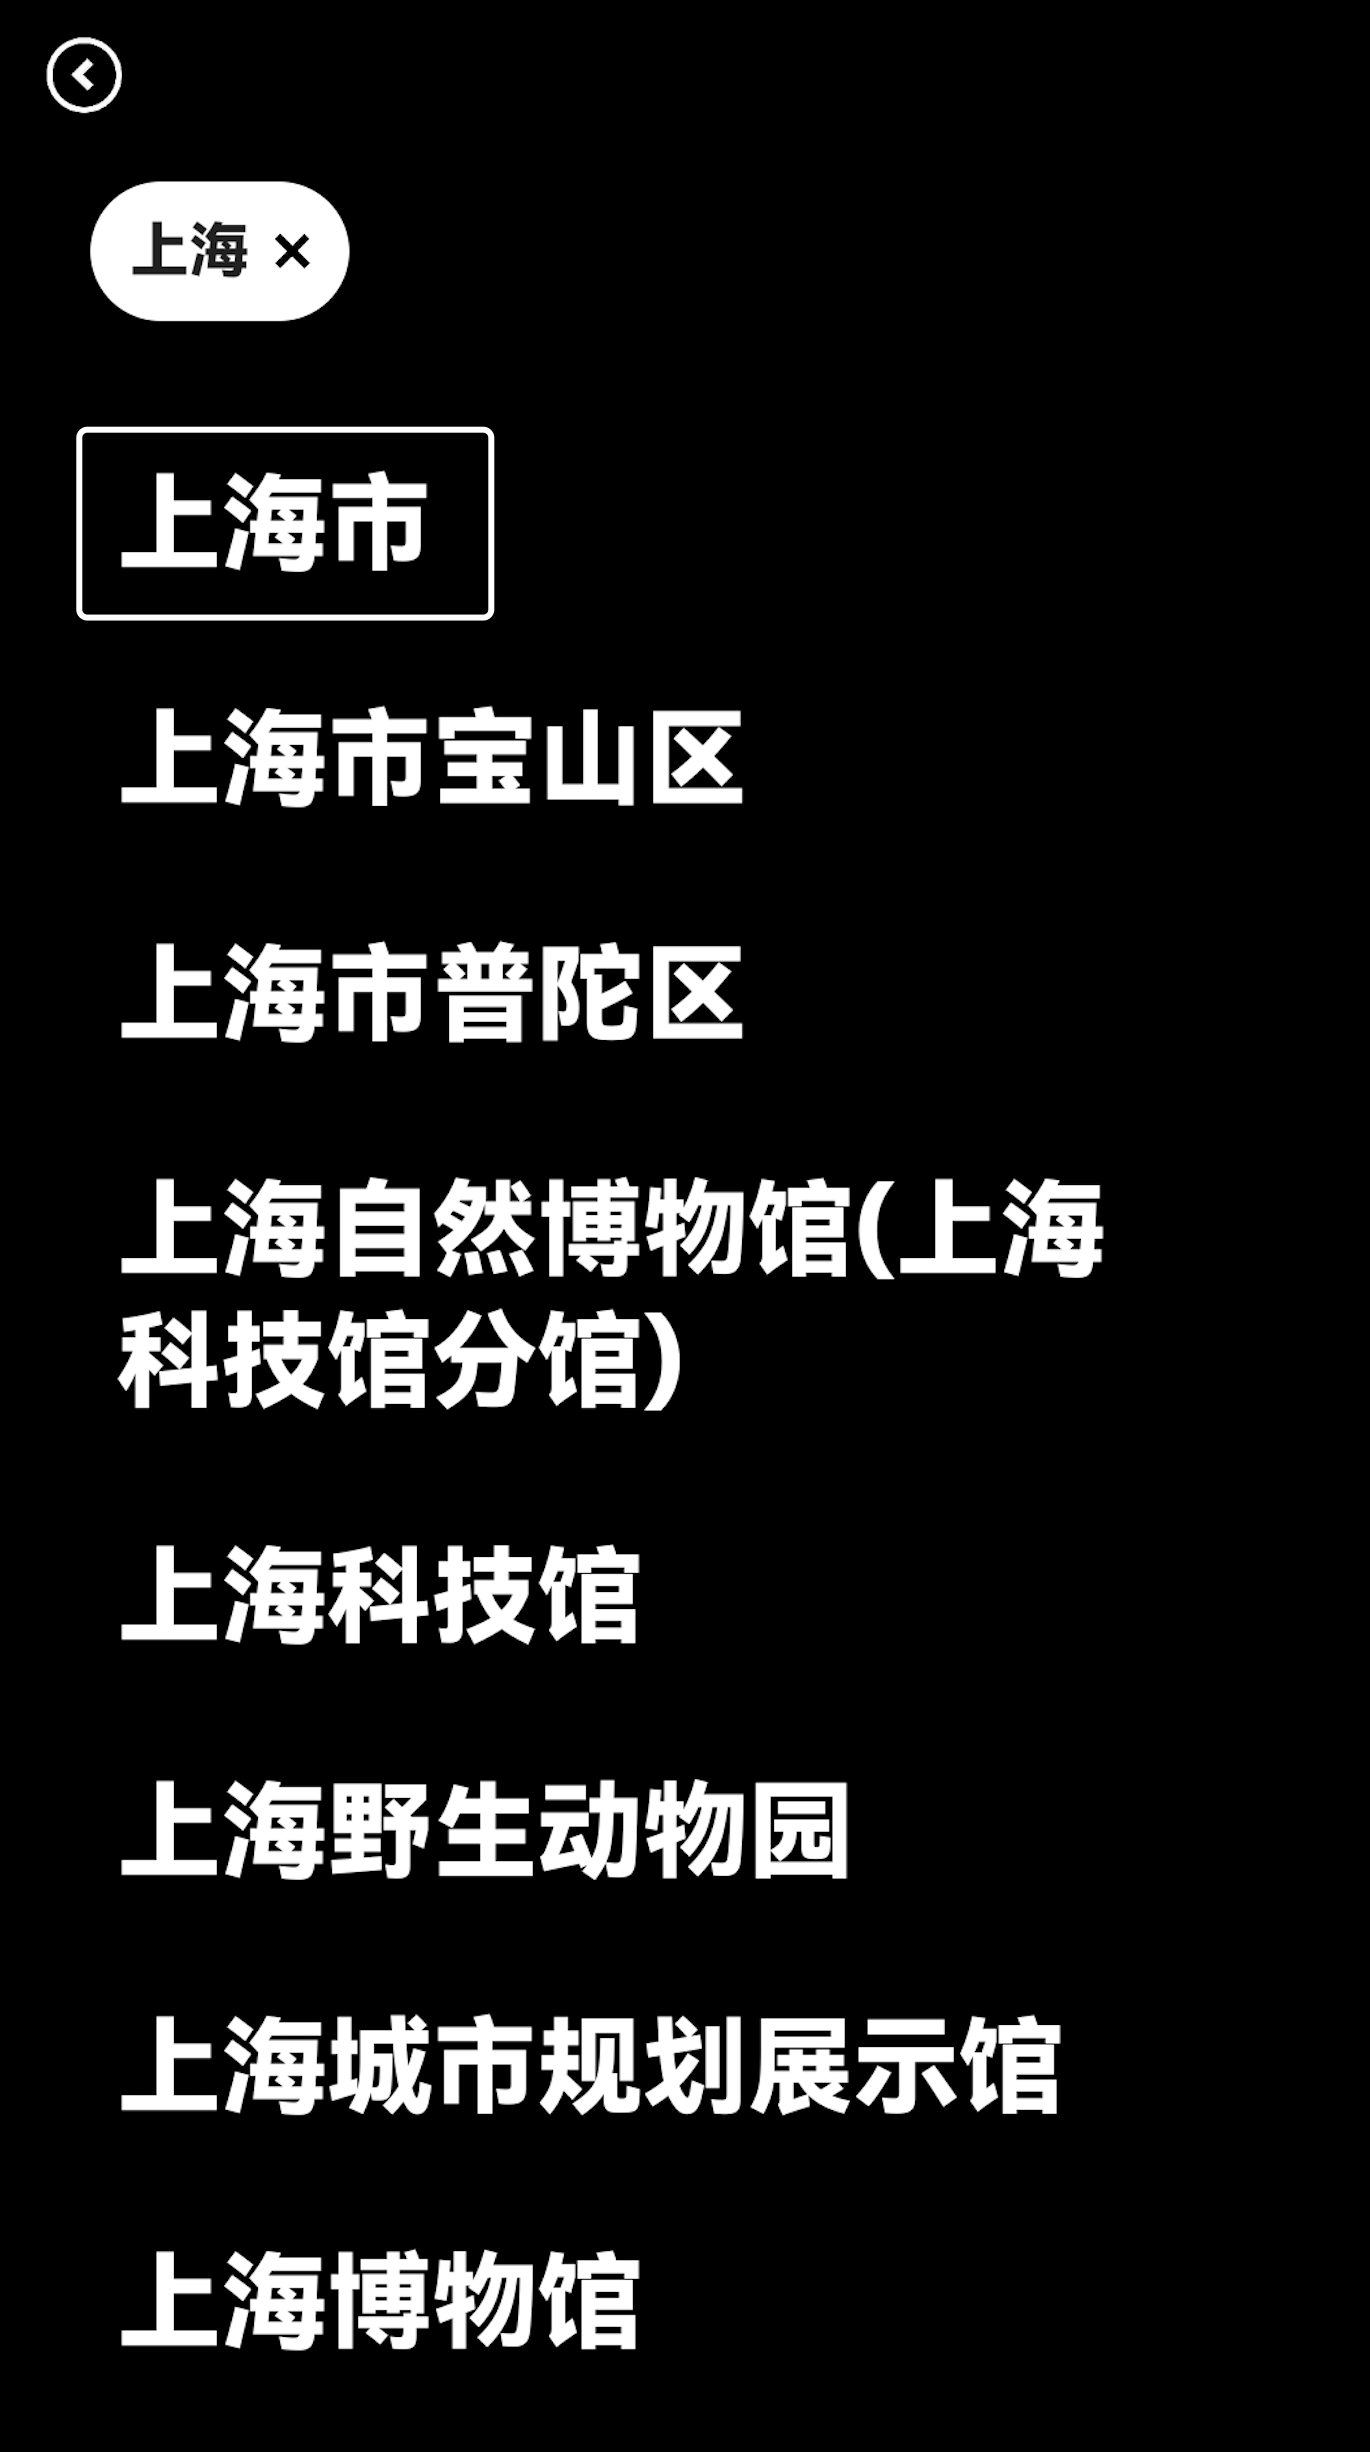 上海
上海市
上海市宝山区
上海市普陀区
上海自然博物馆(上海
科技馆分馆)
上海科技馆
上海野生动物园
上海城市规划展示馆
上海博物馆